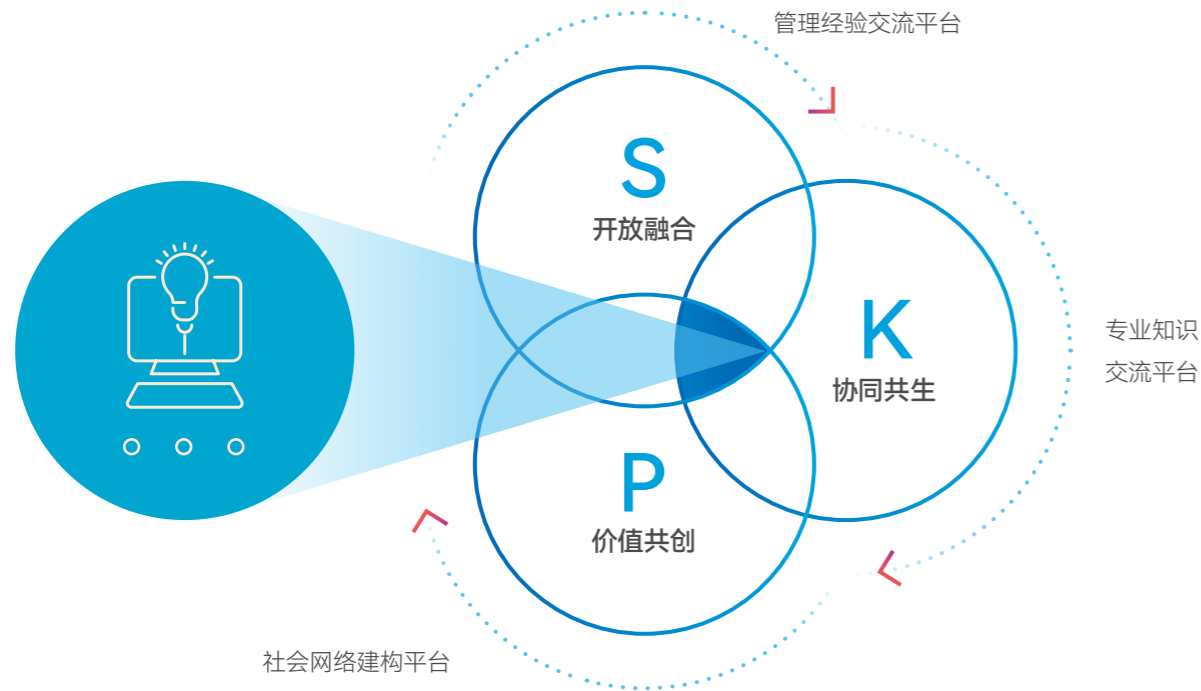 管理经验交流平台
S
开放融合
K
协同共生
专业知识
交流平台
P
价值共创
社会网络建构平台